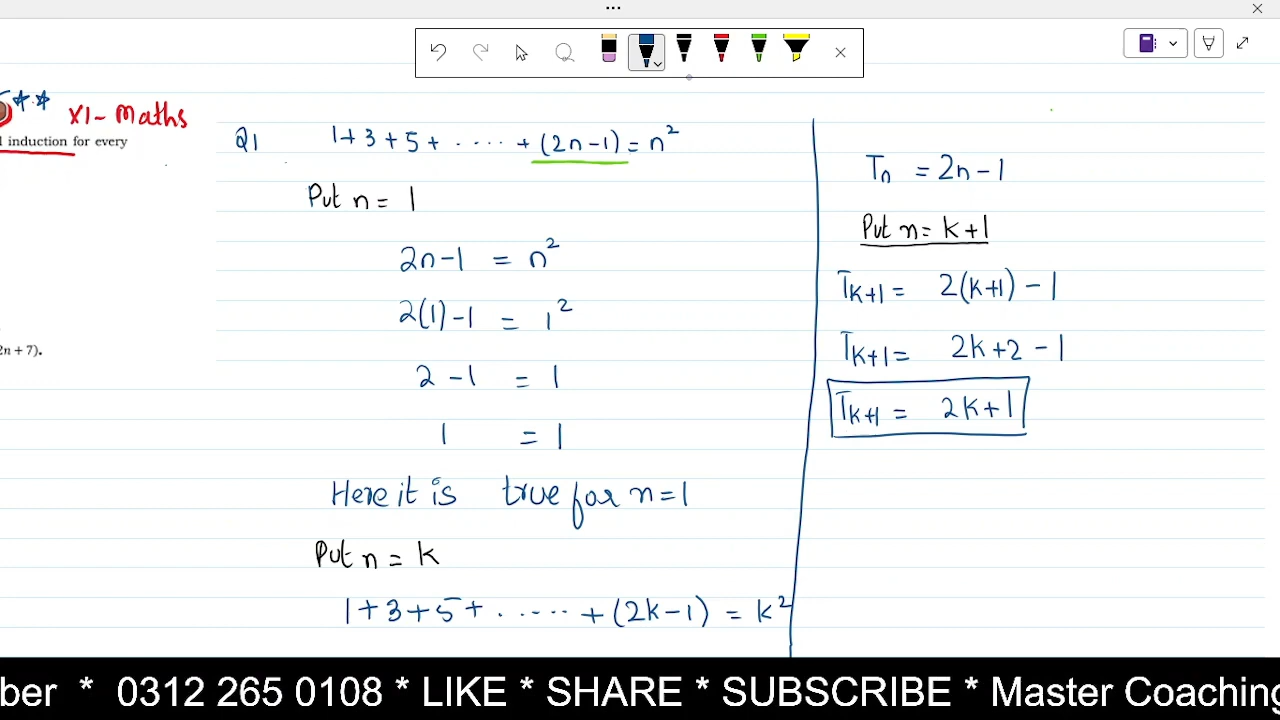 XI- Maths
induction for every
2n + 7).
Q1 1+3+5+ ..... + (2n-1) = n²
Put n = 1
2n-1 = n²
2(1)-1 = 1²
2 -1 = 1
1 = 1
Here it is true for n=1
Put n = k
1+3+5+ ...... + (2k-1) = k²
Tn = 2n-1
Put n = k+1
Tk+1 = 2(k+1) - 1
Tk+1 = 2k+2 - 1
Tk+1 = 2k+1
ber * 0312 265 0108 * LIKE * SHARE * SUBSCRIBE * Master Coaching